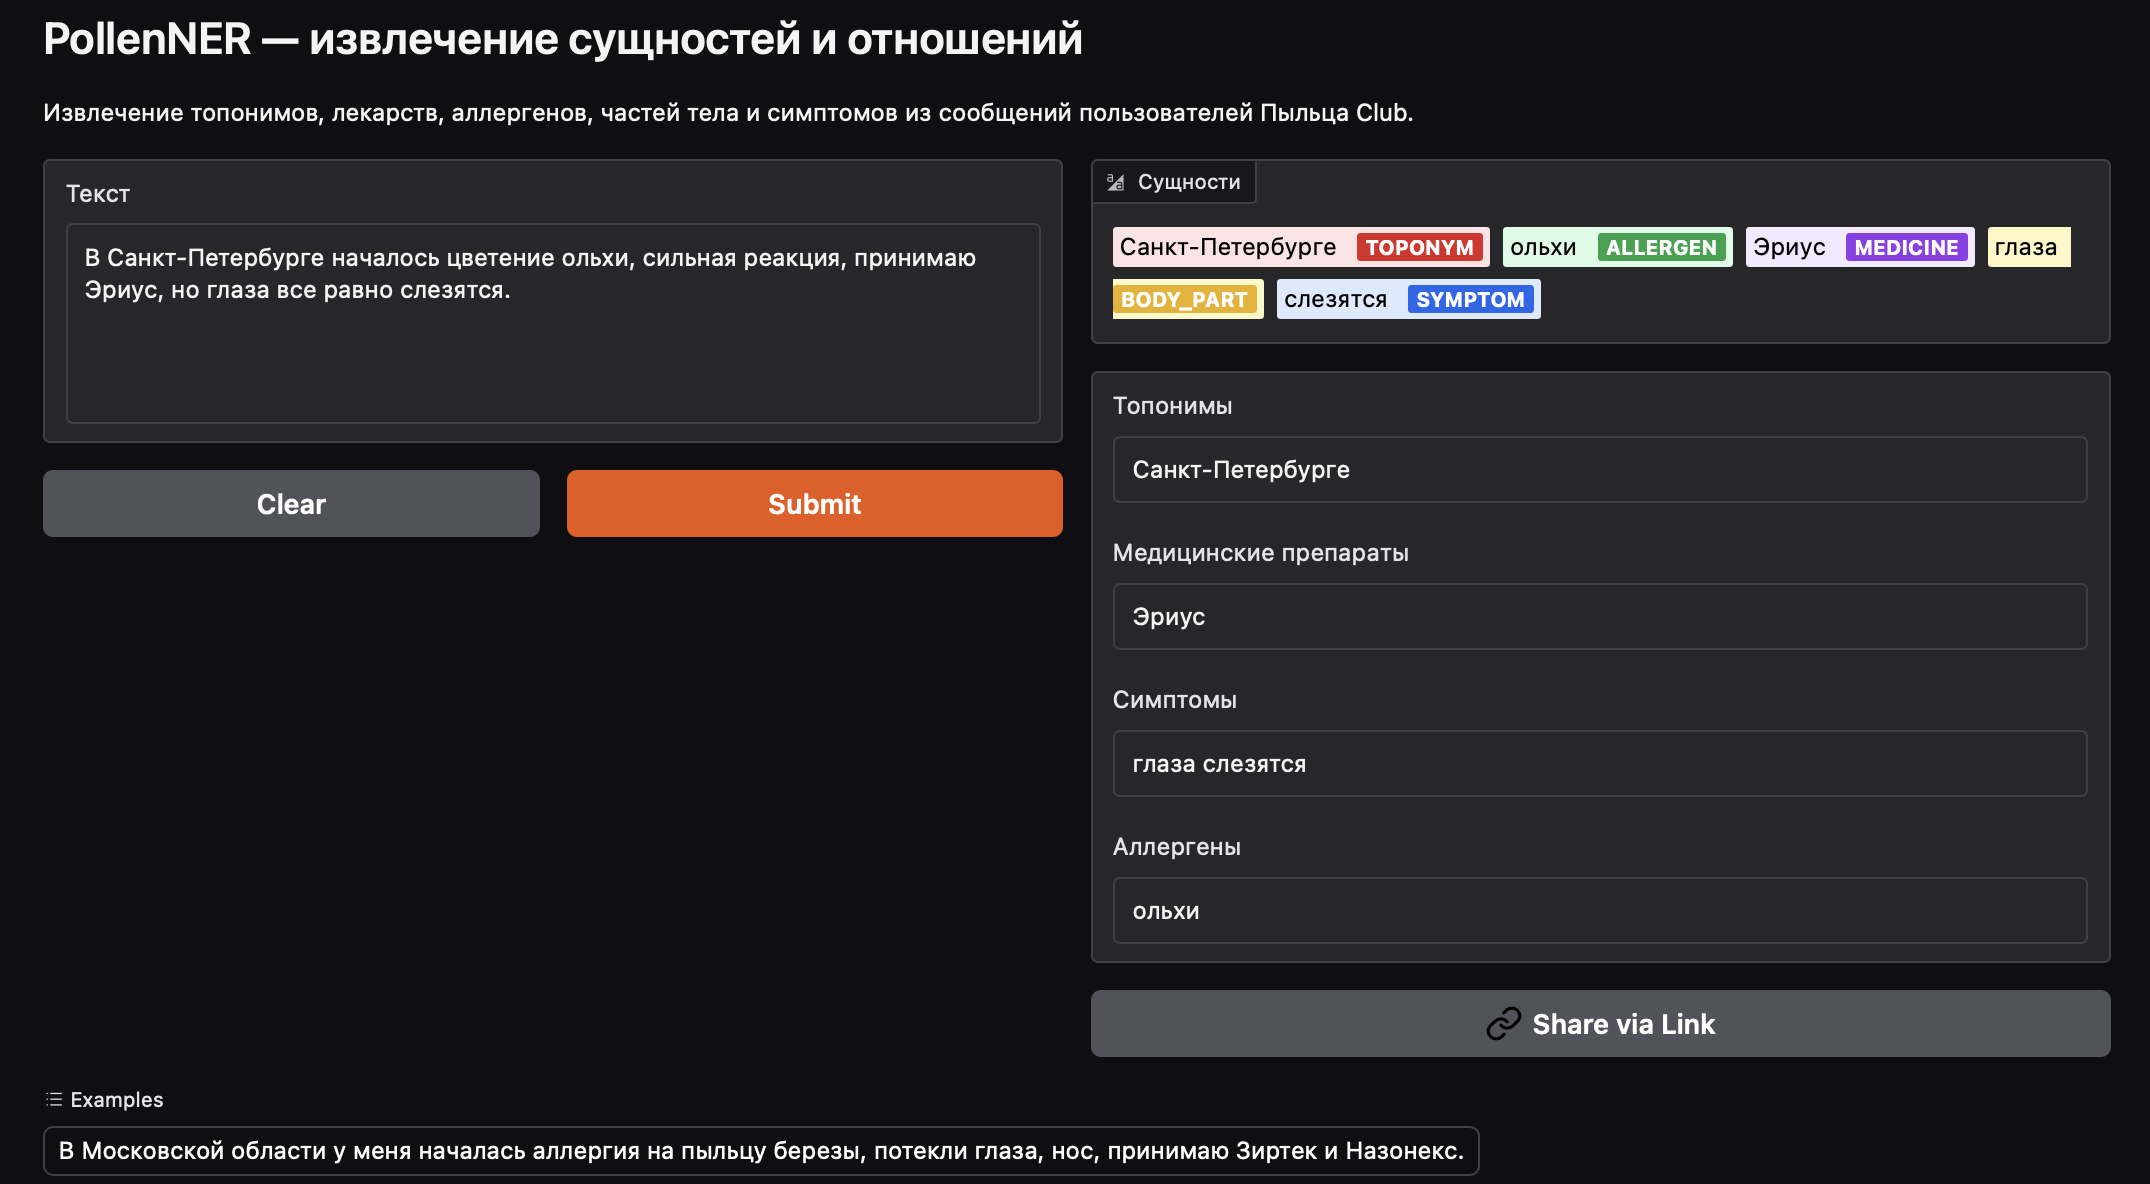 PollenNER — извлечение сущностей и отношений
Извлечение топонимов, лекарств, аллергенов, частей тела и симптомов из сообщений пользователей Пыльца Club.
Текст
В Санкт-Петербурге началось цветение ольхи, сильная реакция, принимаю
Эриус, но глаза все равно слезятся.
Clear
Submit
Сущности
Санкт-Петербурге TOPONYM ольхи ALLERGEN Эриус MEDICINE глаза
BODY_PART слезятся SYMPTOM
Топонимы
Санкт-Петербурге
Медицинские препараты
Эриус
Симптомы
глаза слезятся
Аллергены
ольхи
Share via Link
Examples
В Московской области у меня началась аллергия на пыльцу березы, потекли глаза, нос, принимаю Зиртек и Назонекс.